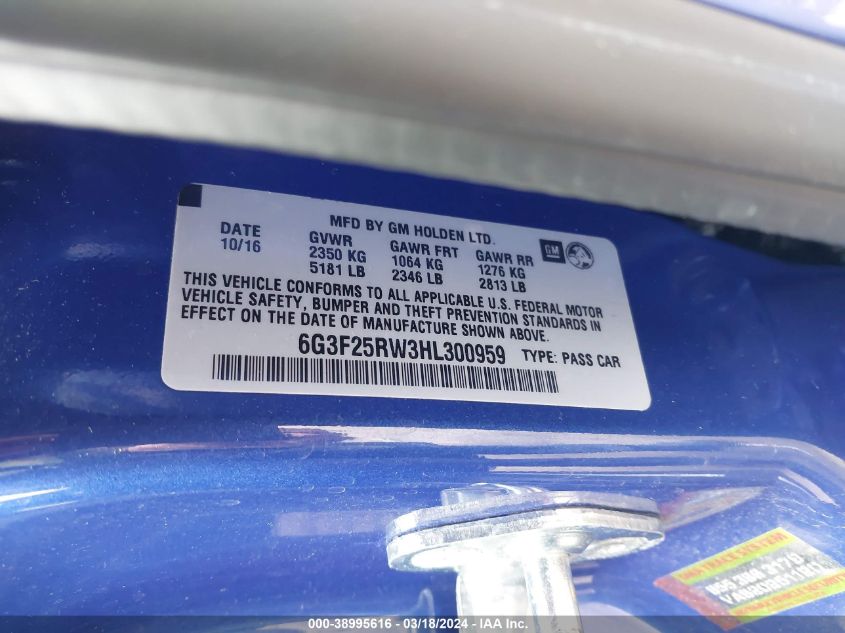 MFD BY GM HOLDEN LTD.
DATE GVWR GAWR FRT GAWR RR GM
10/16 2350 KG 1064 KG 1276 KG
5181 LB 2346 LB 2813 LB
THIS VEHICLE CONFORMS TO ALL APPLICABLE U.S. FEDERAL MOTOR
VEHICLE SAFETY, BUMPER AND THEFT PREVENTION STANDARDS IN
EFFECT ON THE DATE OF MANUFACTURE SHOWN ABOVE.
6G3F25RW3HL300959 TYPE: PASS CAR
000-38995616 - 03/18/2024 - IAA Inc.